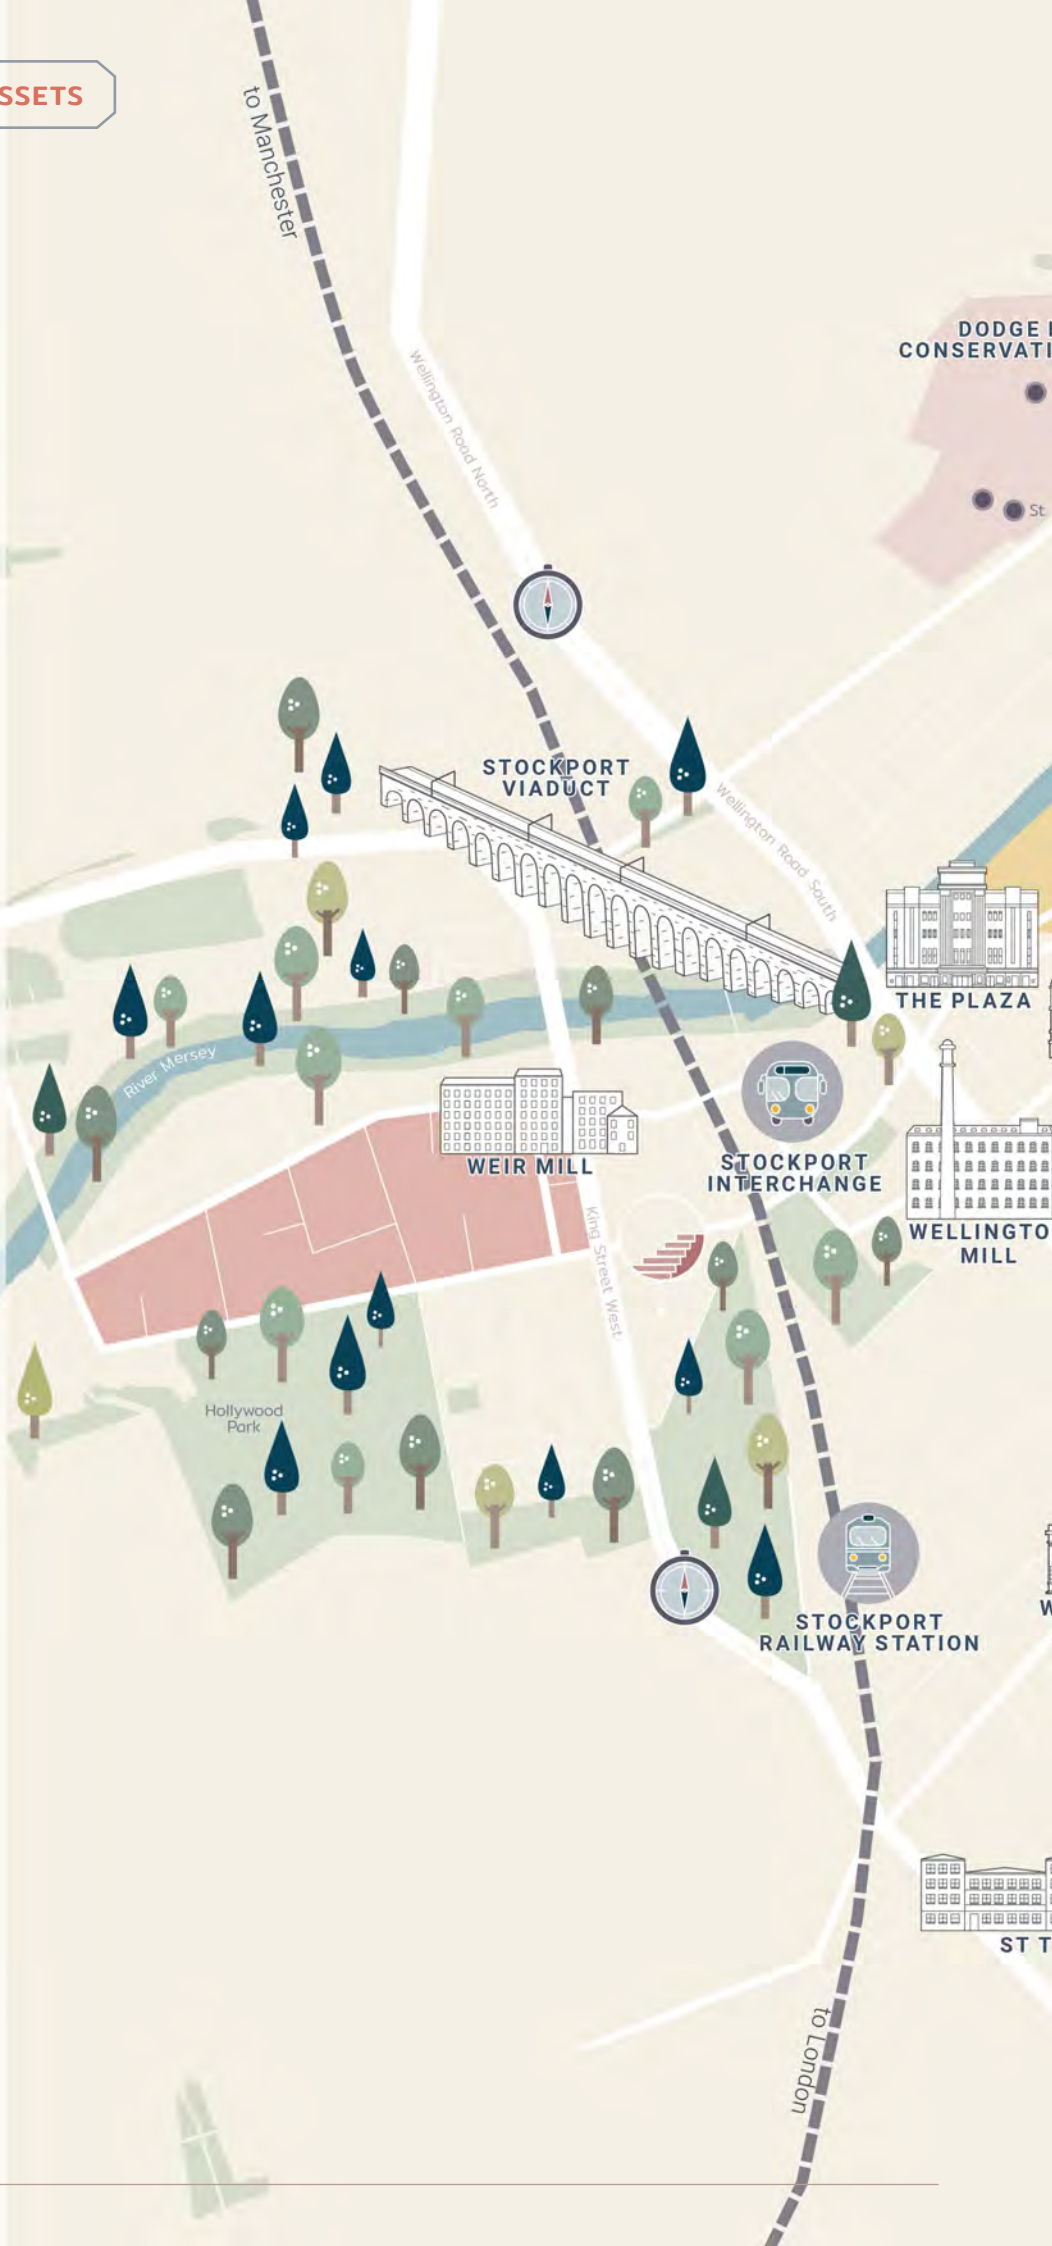 SSETS
to Manchester
DODGE
CONSERVATI
Wellington Road North
St
STOCKPORT
VIADUCT
Wellington Road South
THE PLAZA
River Mersey
WEIR MILL
STOCKPORT
INTERCHANGE
WELLINGTO
MILL
King Street West
Hollywood
Park
STOCKPORT
RAILWAY STATION
W
ST T
to London